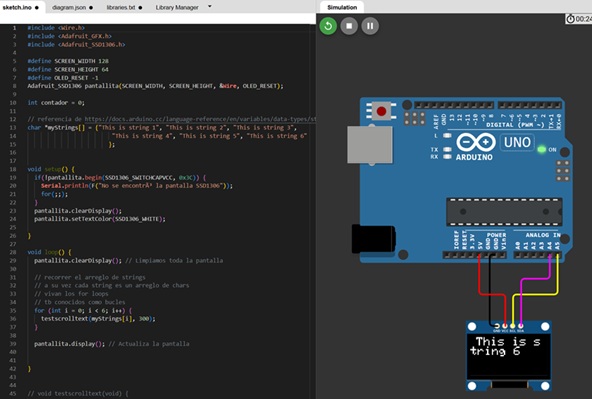 sketch.ino
diagram.json
libraries.txt
Library Manager
Simulation
1 #include <Wire.h>
2 #include <Adafruit_GFX.h>
3 #include <Adafruit_SSD1306.h>
4
5 #define SCREEN_WIDTH 128
6 #define SCREEN_HEIGHT 64
7 #define OLED_RESET -1
8 Adafruit_SSD1306 pantallita(SCREEN_WIDTH, SCREEN_HEIGHT, &Wire, OLED_RESET);
9
10 int contador = 0;
11
12 // referencia de https://docs.arduino.cc/language-reference/en/variables/data-types/st
13 char *myStrings[] = {"This is string 1", "This is string 2", "This is string 3",
14 "This is string 4", "This is string 5", "This is string 6"
15 };
16
17
18 void setup() {
19 if(!pantallita.begin(SSD1306_SWITCHCAPVCC, 0x3C)) {
20 Serial.println(F("No se encontrÃ³ la pantalla SSD1306"));
21 for(;;);
22 }
23 pantallita.clearDisplay();
24 pantallita.setTextColor(SSD1306_WHITE);
25
26 }
27
28 void loop() {
29 pantallita.clearDisplay(); // Limpiamos toda la pantalla
30
31 // recorrer el arreglo de strings
32 // a su vez cada string es un arreglo de chars
33 // vivan los for loops
34 // tb conocidos como bucles
35 for (int i = 0; i < 6; i++) {
36 testscrolltext(myStrings[i], 300);
37 }
38
39 pantallita.display(); // Actualiza la pantalla
40
41
42 }
43
44
45 // void testscrolltext(void) {
00:24
AREF
GND
13
12
~11
~10
~9
8
7
~6
5
4
~3
2
TX→1
RX←0
DIGITAL (PWM ~)
L
TX
RX
ARDUINO
UNO
ON
IOREF
RESET
3.3V
5V
GND
GND
Vin
POWER
ANALOG IN
A0
A1
A2
A3
A4
A5
GND VCC SCL SDA
This is s
tring 6